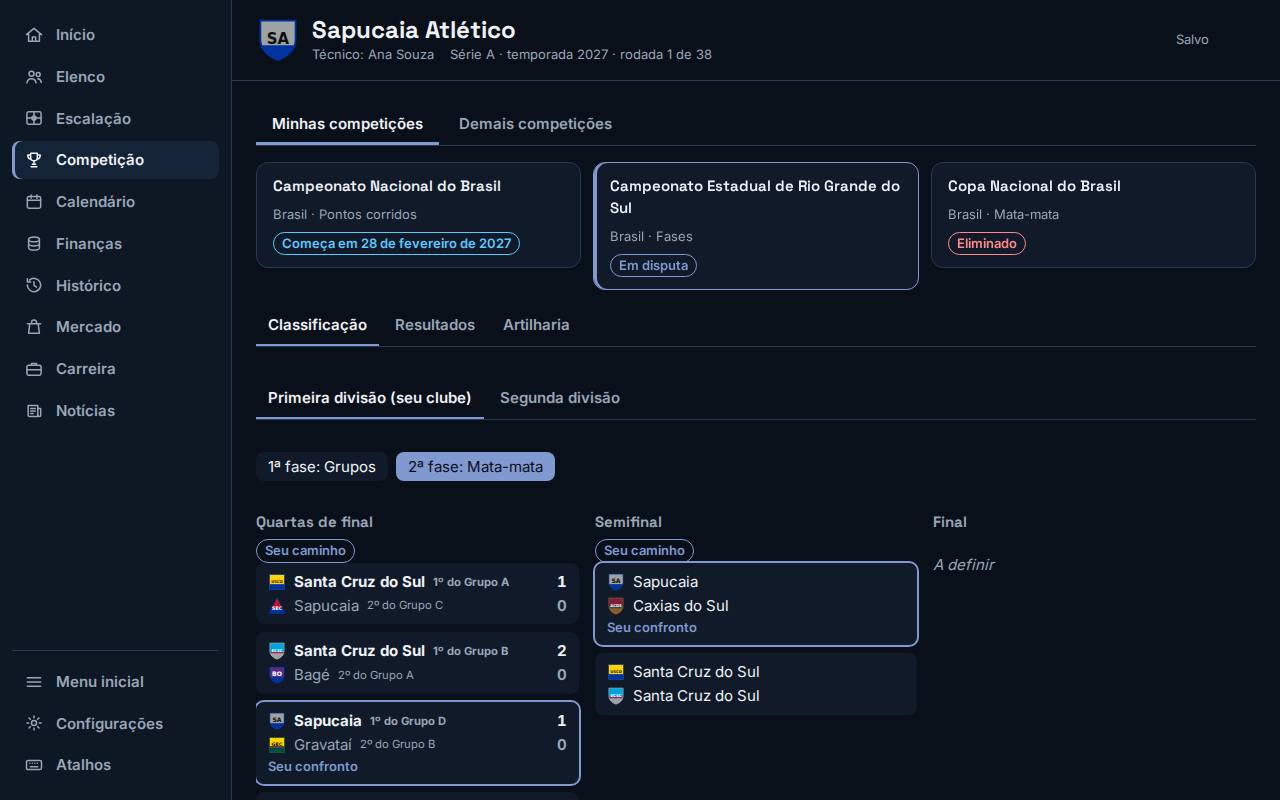 Início
Elenco
Escalação
Competição
Calendário
Finanças
Histórico
Mercado
Carreira
Notícias
Menu inicial
Configurações
Atalhos
SA
Sapucaia Atlético
Técnico: Ana Souza Série A · temporada 2027 · rodada 1 de 38
Salvo
Minhas competições Demais competições
Campeonato Nacional do Brasil
Brasil · Pontos corridos
Começa em 28 de fevereiro de 2027
Campeonato Estadual de Rio Grande do
Sul
Brasil · Fases
Em disputa
Copa Nacional do Brasil
Brasil · Mata-mata
Eliminado
Classificação Resultados Artilharia
Primeira divisão (seu clube) Segunda divisão
1ª fase: Grupos 2ª fase: Mata-mata
Quartas de final
Seu caminho
Santa Cruz do Sul 1º do Grupo A 1
SEC Sapucaia 2º do Grupo C 0
Santa Cruz do Sul 1º do Grupo B 2
BO Bagé 2º do Grupo A 0
SA Sapucaia 1º do Grupo D 1
Gravataí 2º do Grupo B 0
Seu confronto
Semifinal
Seu caminho
SA Sapucaia
Caxias do Sul
Seu confronto
Santa Cruz do Sul
Santa Cruz do Sul
Final
A definir